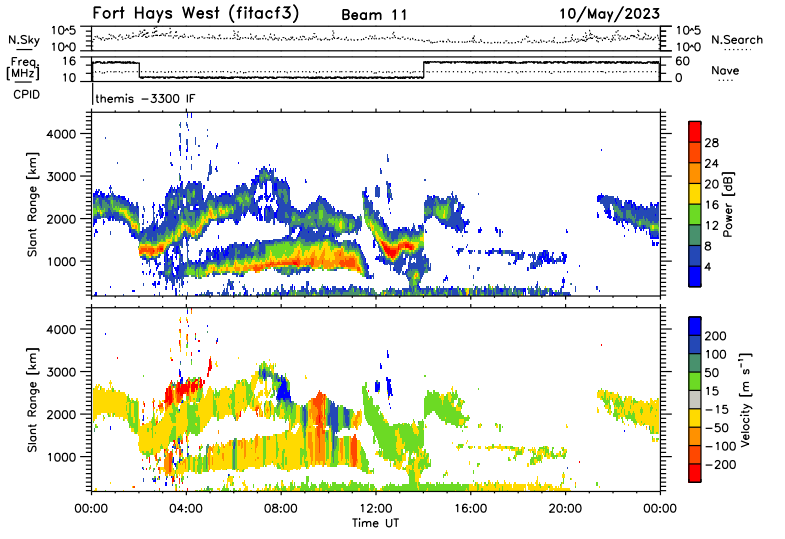 Fort Hays West (fitacf3) Beam 11 10/May/2023
N.Sky 10^5 10^0 10^5 10^0 N.Search
Freq. [MHz] 16 10 60 0 Nave
CPID themis -3300 IF
Slant Range [km] 4000 3000 2000 1000
28 24 20 16 12 8 4 Power [dB]
Slant Range [km] 4000 3000 2000 1000
200 100 50 15 -15 -50 -100 -200 Velocity [m s⁻¹]
00:00 04:00 08:00 12:00 16:00 20:00 00:00
Time UT